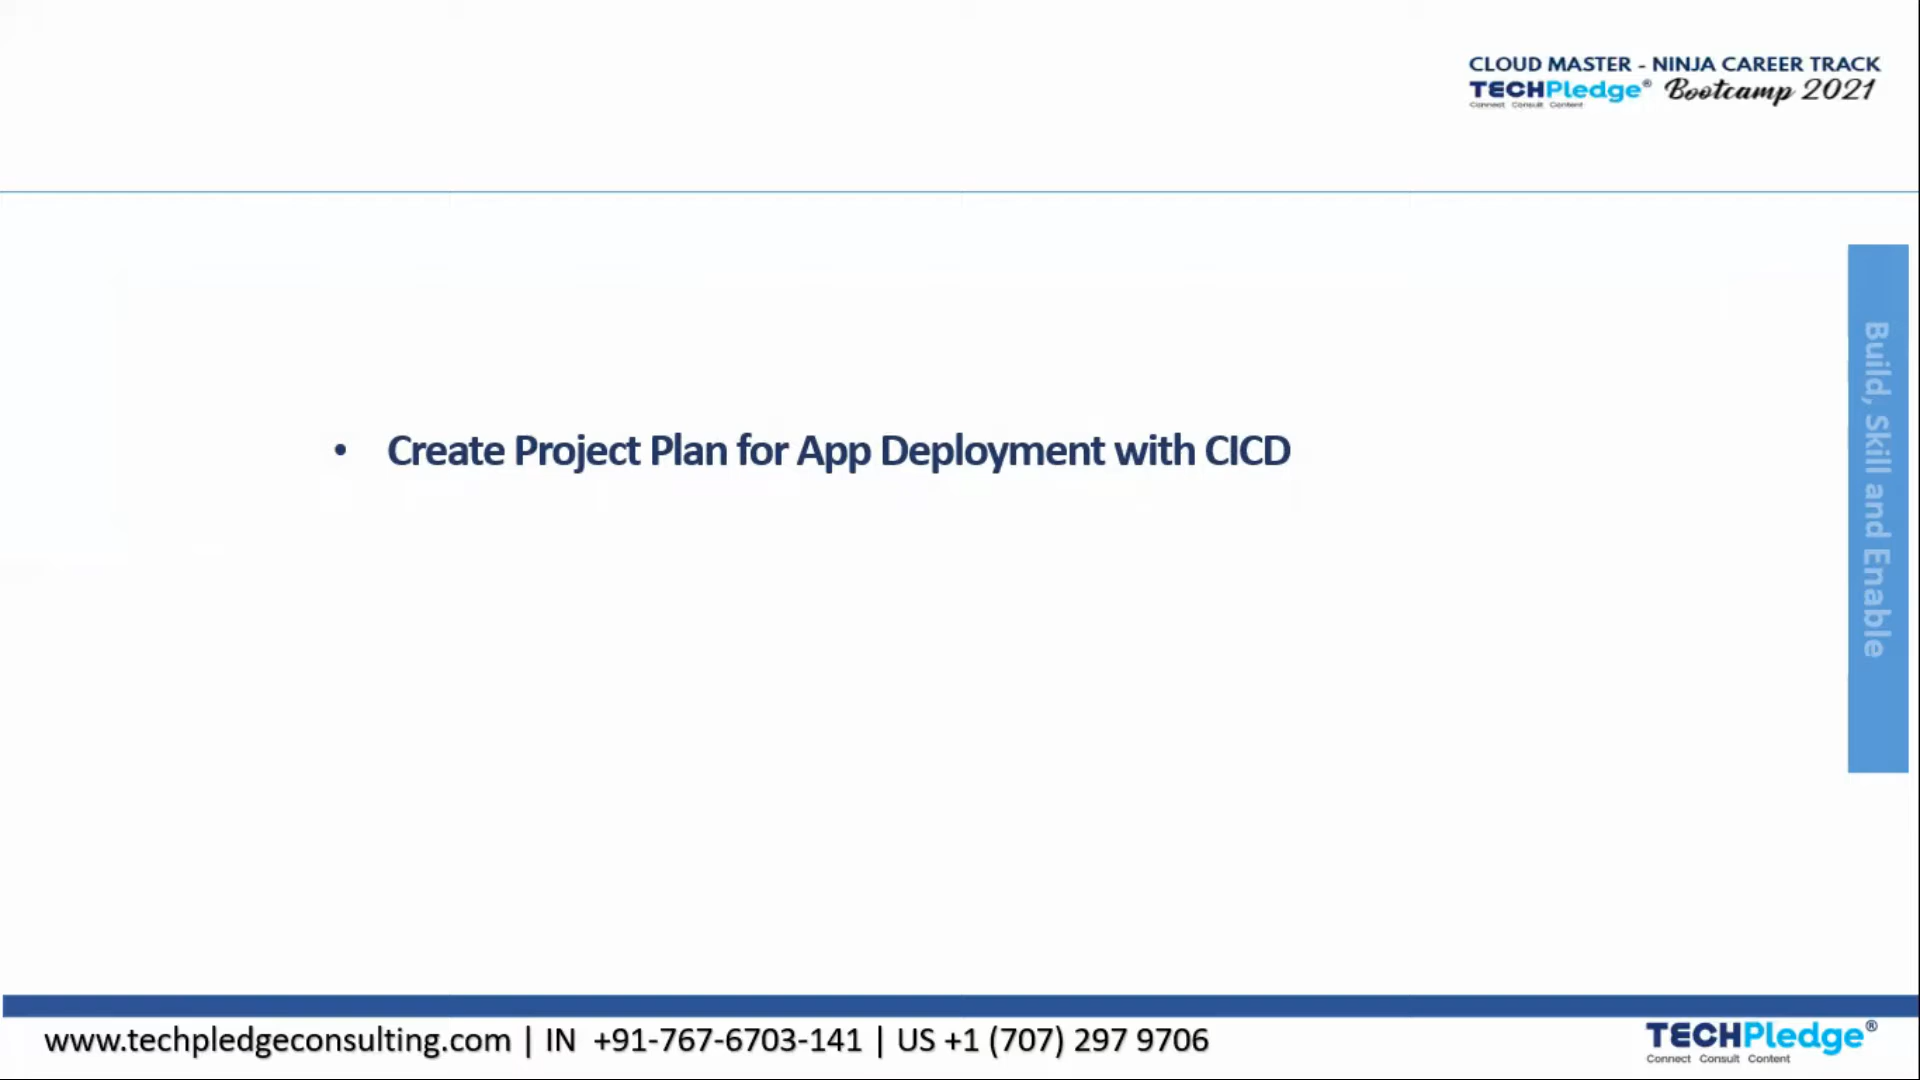 CLOUD MASTER - NINJA CAREER TRACK
TECHPledge® Bootcamp 2021
Connect Consult Content
• Create Project Plan for App Deployment with CICD
Build, Skill and Enable
www.techpledgeconsulting.com | IN +91-767-6703-141 | US +1 (707) 297 9706
TECHPledge®
Connect Consult Content